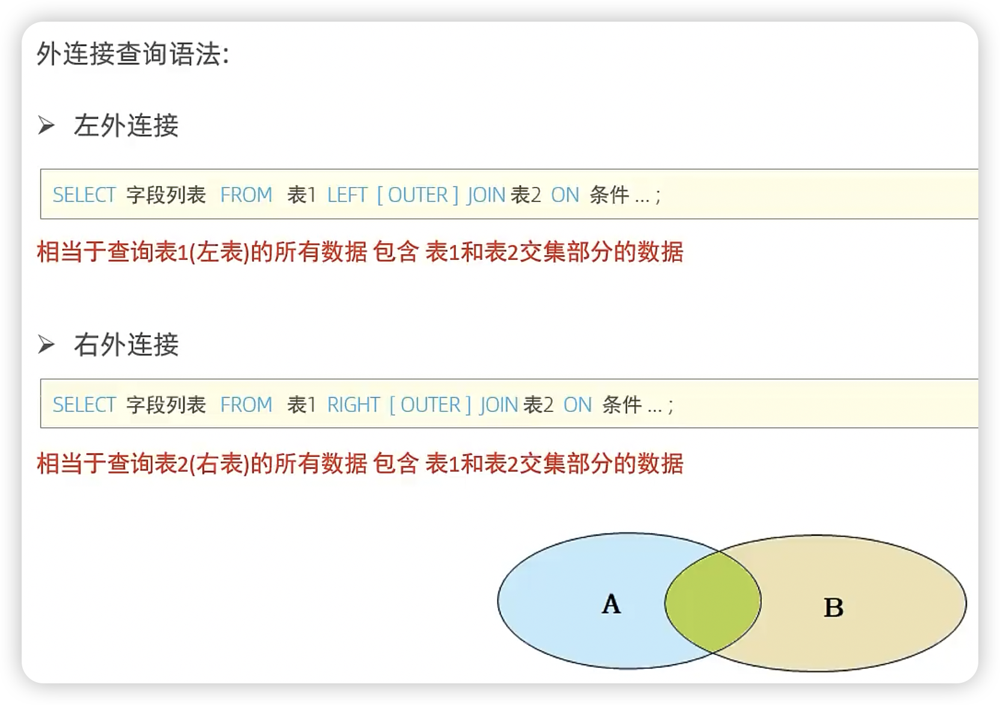 外连接查询语法:
➢ 左外连接
SELECT 字段列表 FROM 表1 LEFT [ OUTER ] JOIN 表2 ON 条件 ... ;
相当于查询表1(左表)的所有数据 包含 表1和表2交集部分的数据
➢ 右外连接
SELECT 字段列表 FROM 表1 RIGHT [ OUTER ] JOIN 表2 ON 条件 ... ;
相当于查询表2(右表)的所有数据 包含 表1和表2交集部分的数据
A
B